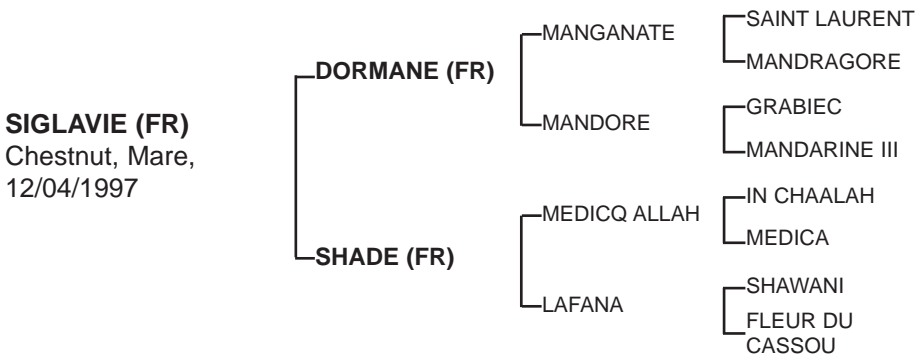 SIGLAVIE (FR)
Chestnut, Mare,
12/04/1997
DORMANE (FR)
SHADE (FR)
MANGANATE
MANDORE
MEDICQ ALLAH
LAFANA
SAINT LAURENT
MANDRAGORE
GRABIEC
MANDARINE III
IN CHAALAH
MEDICA
SHAWANI
FLEUR DU
CASSOU